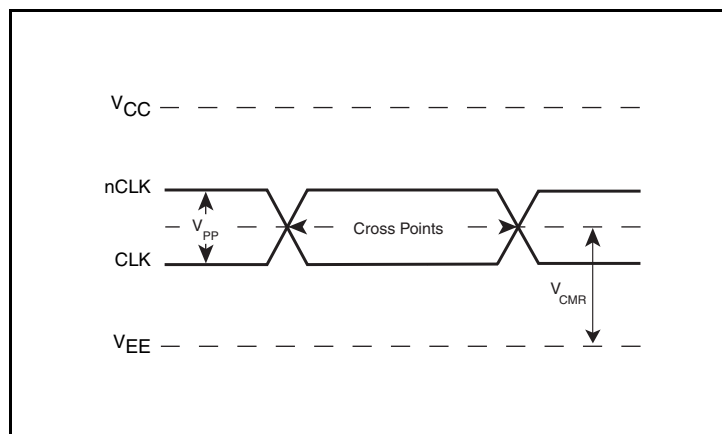 VCC
nCLK
VPP
Cross Points
CLK
VCMR
VEE